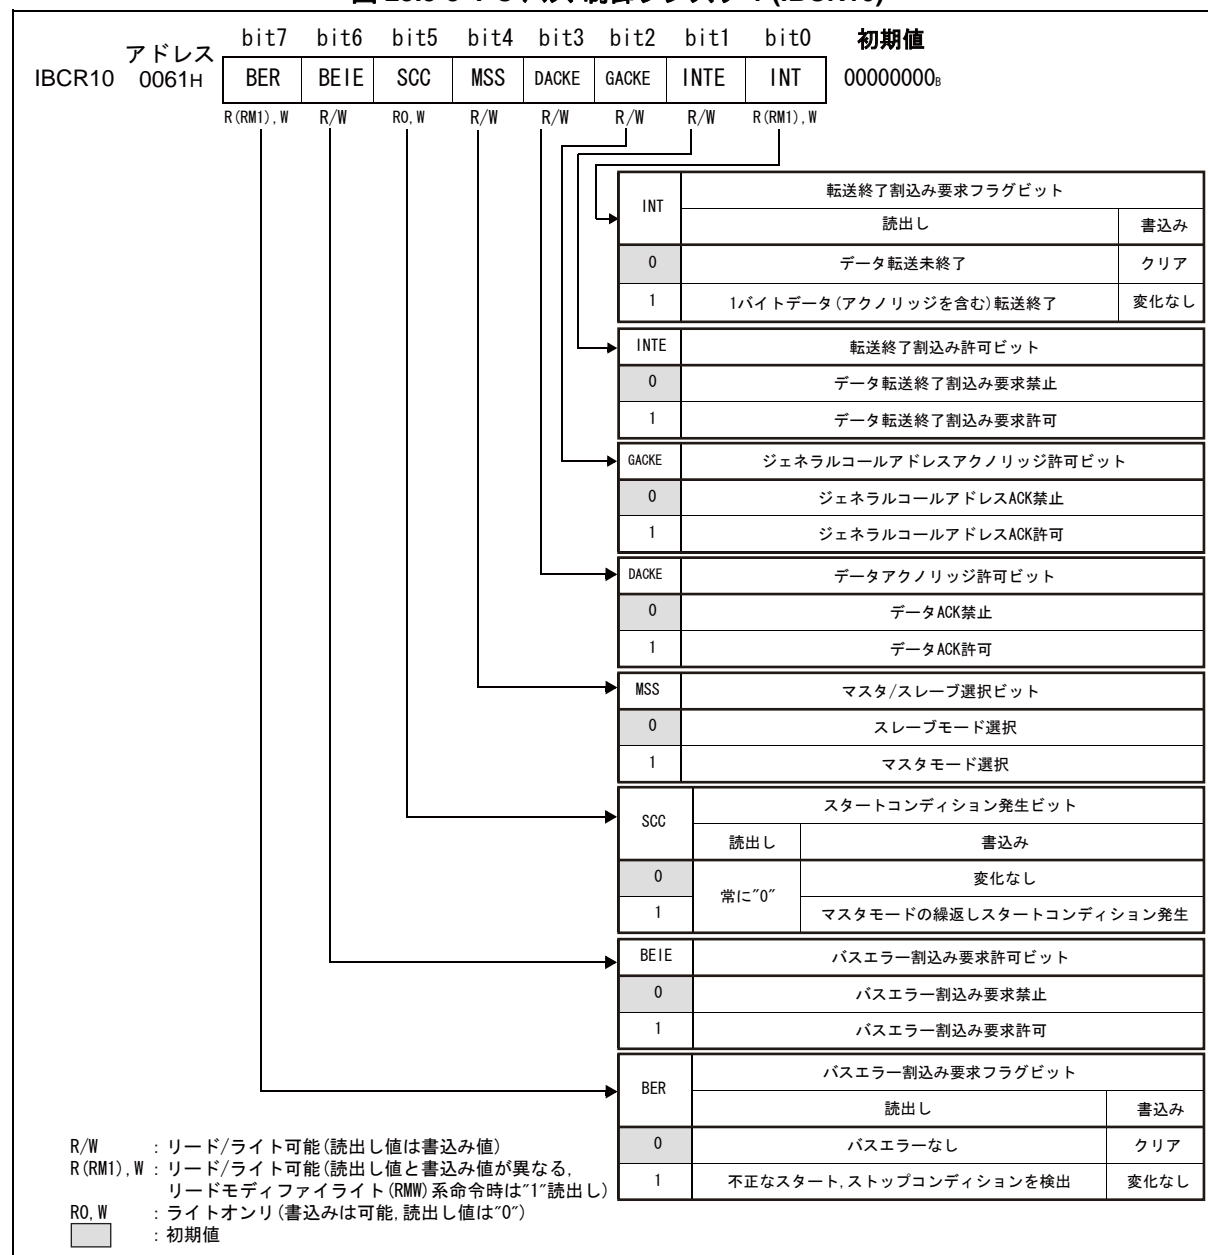 bit7 bit6 bit5 bit4 bit3 bit2 bit1 bit0 初期値
アドレス
IBCR10 0061H BER BEIE SCC MSS DACKE GACKE INTE INT 00000000B
R(RM1),W R/W R0,W R/W R/W R/W R/W R(RM1),W
INT 転送終了割込み要求フラグビット
読出し 書込み
0 データ転送未終了 クリア
1 1バイトデータ(アクノリッジを含む)転送終了 変化なし
INTE 転送終了割込み許可ビット
0 データ転送終了割込み要求禁止
1 データ転送終了割込み要求許可
GACKE ジェネラルコールアドレスアクノリッジ許可ビット
0 ジェネラルコールアドレスACK禁止
1 ジェネラルコールアドレスACK許可
DACKE データアクノリッジ許可ビット
0 データACK禁止
1 データACK許可
MSS マスタ/スレーブ選択ビット
0 スレーブモード選択
1 マスタモード選択
SCC スタートコンディション発生ビット
読出し 書込み
0 常に"0" 変化なし
1 マスタモードの繰返しスタートコンディション発生
BEIE バスエラー割込み要求許可ビット
0 バスエラー割込み要求禁止
1 バスエラー割込み要求許可
BER バスエラー割込み要求フラグビット
読出し 書込み
0 バスエラーなし クリア
1 不正なスタート,ストップコンディションを検出 変化なし
R/W : リード/ライト可能(読出し値は書込み値)
R(RM1),W : リード/ライト可能(読出し値と書込み値が異なる,
リードモディファイライト(RMW)系命令時は"1"読出し)
R0,W : ライトオンリ(書込みは可能,読出し値は"0")
: 初期値